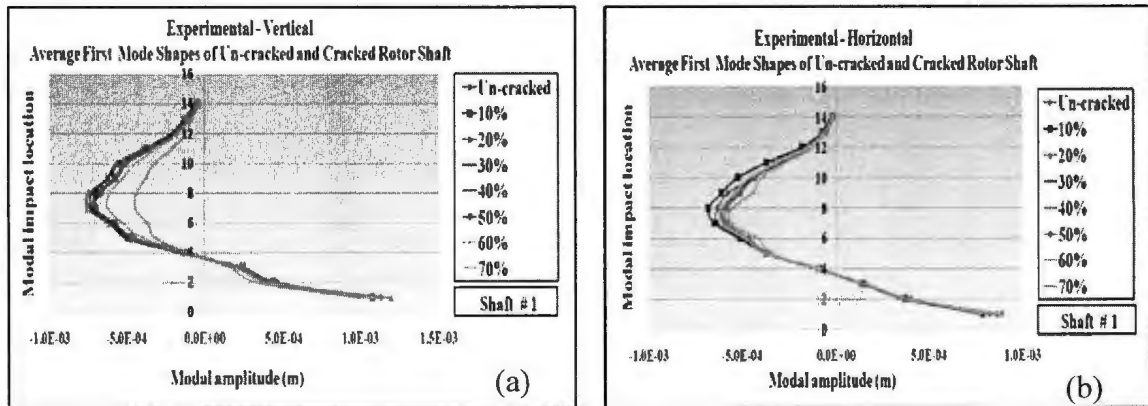 Experimental - Vertical
Average First Mode Shapes of Un-cracked and Cracked Rotor Shaft
Modal impact location
16
14
12
10
8
6
4
2
0
-1.0E-03 -5.0E-04 0.0E+00 5.0E-04 1.0E-03 1.5E-03
Modal amplitude (m)
Un-cracked
10%
20%
30%
40%
50%
60%
70%
Shaft # 1
(a)
Experimental - Horizontal
Average First Mode Shapes of Un-cracked and Cracked Rotor Shaft
Modal impact location
16
14
12
10
8
6
4
2
0
-1.0E-03 -5.0E-04 0.0E+00 5.0E-04 1.0E-03
Modal amplitude (m)
Un-cracked
10%
20%
30%
40%
50%
60%
70%
Shaft # 1
(b)